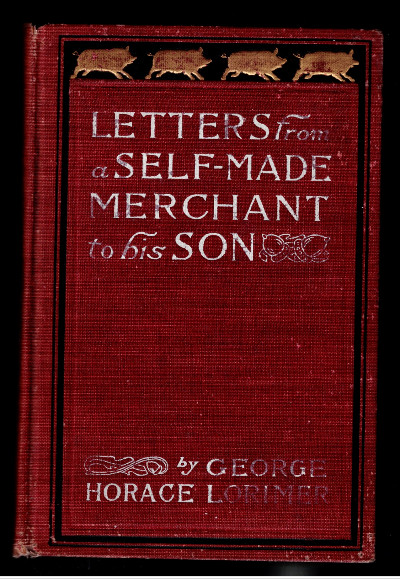 LETTERS from
a SELF-MADE
MERCHANT
to his SON
by GEORGE
HORACE LORIMER